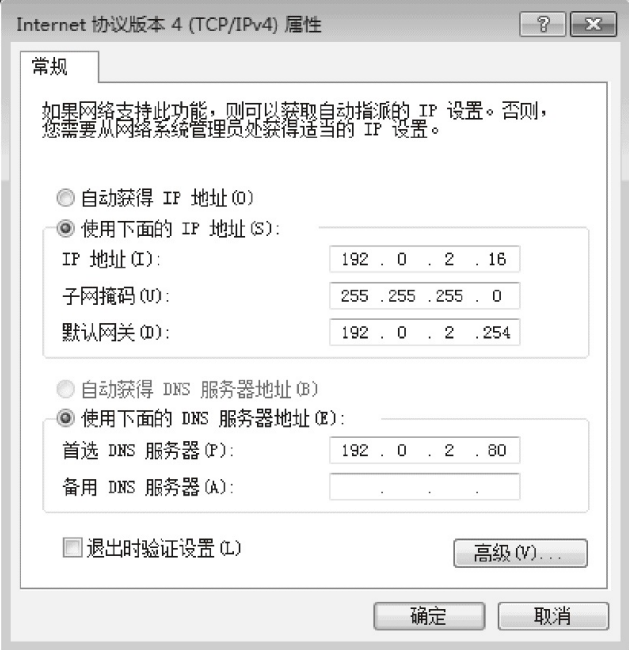 Internet 协议版本 4 (TCP/IPv4) 属性
常规
如果网络支持此功能，则可以获取自动指派的 IP 设置。否则，
您需要从网络系统管理员处获得适当的 IP 设置。
自动获得 IP 地址(O)
使用下面的 IP 地址(S):
IP 地址(I): 192 . 0 . 2 . 16
子网掩码(U): 255 .255 .255 . 0
默认网关(D): 192 . 0 . 2 .254
自动获得 DNS 服务器地址(B)
使用下面的 DNS 服务器地址(E):
首选 DNS 服务器(P): 192 . 0 . 2 . 80
备用 DNS 服务器(A): . . .
退出时验证设置(L)
高级(V)...
确定 取消